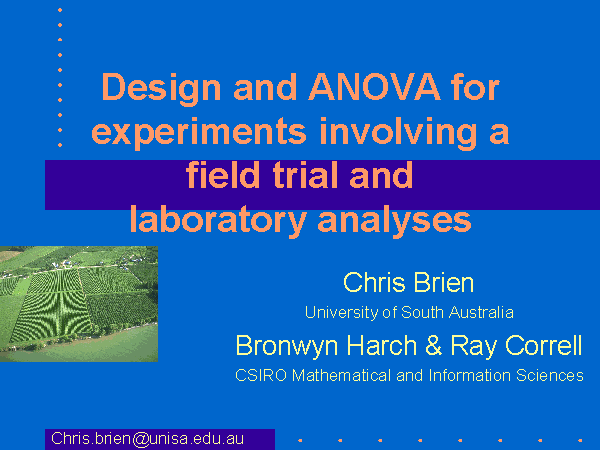 Design and ANOVA for
experiments involving a
field trial and
laboratory analyses
Chris Brien
University of South Australia
Bronwyn Harch & Ray Correll
CSIRO Mathematical and Information Sciences
Chris.brien@unisa.edu.au